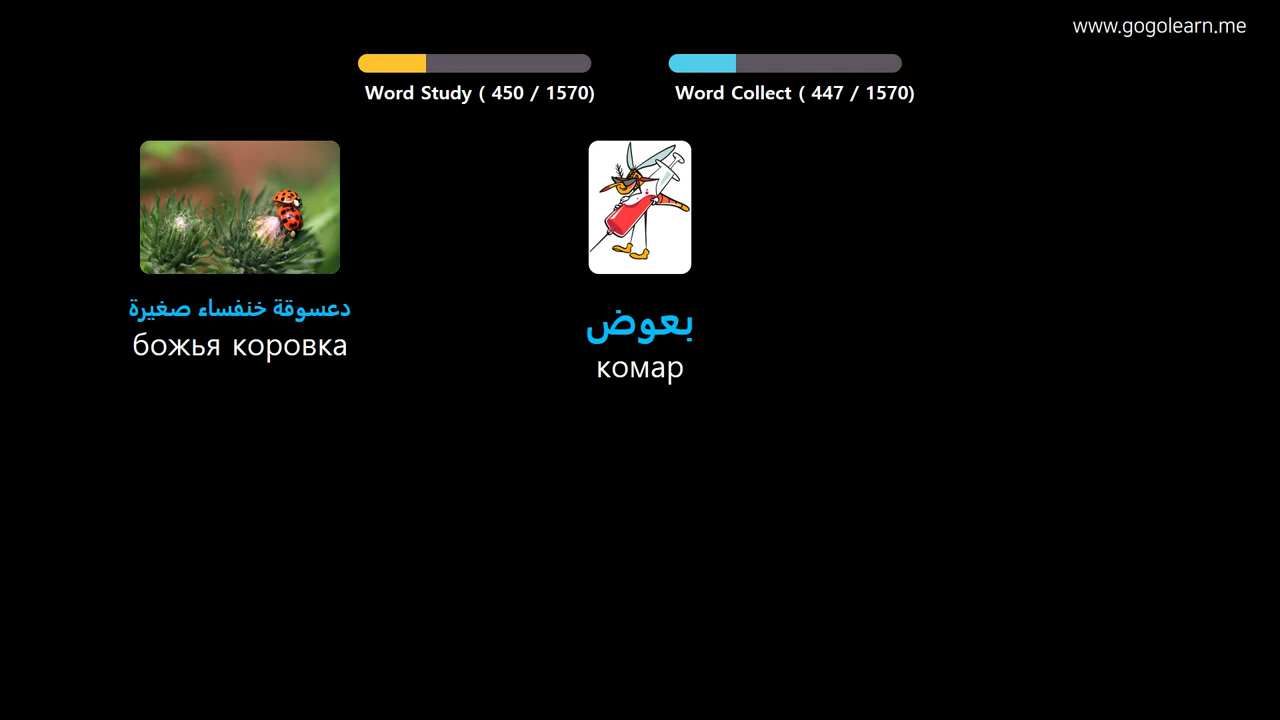 www.gogolearn.me
Word Study ( 450 / 1570)
Word Collect ( 447 / 1570)
دعسوقة خنفساء صغيرة
божья коровка
بعوض
комар